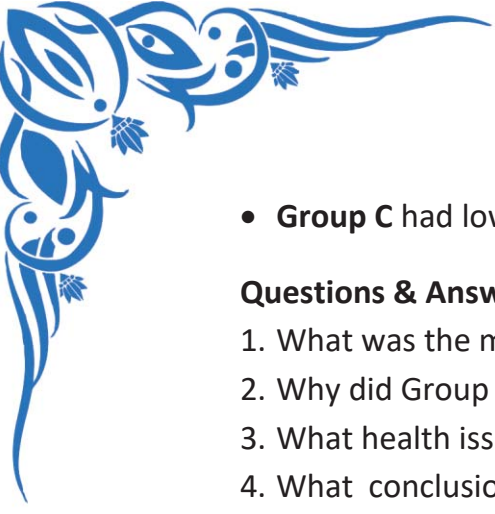 • Group C had lo
Questions & Answ
1. What was the m
2. Why did Group
3. What health iss
4. What conclusio